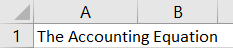 A B
1 The Accounting Equation